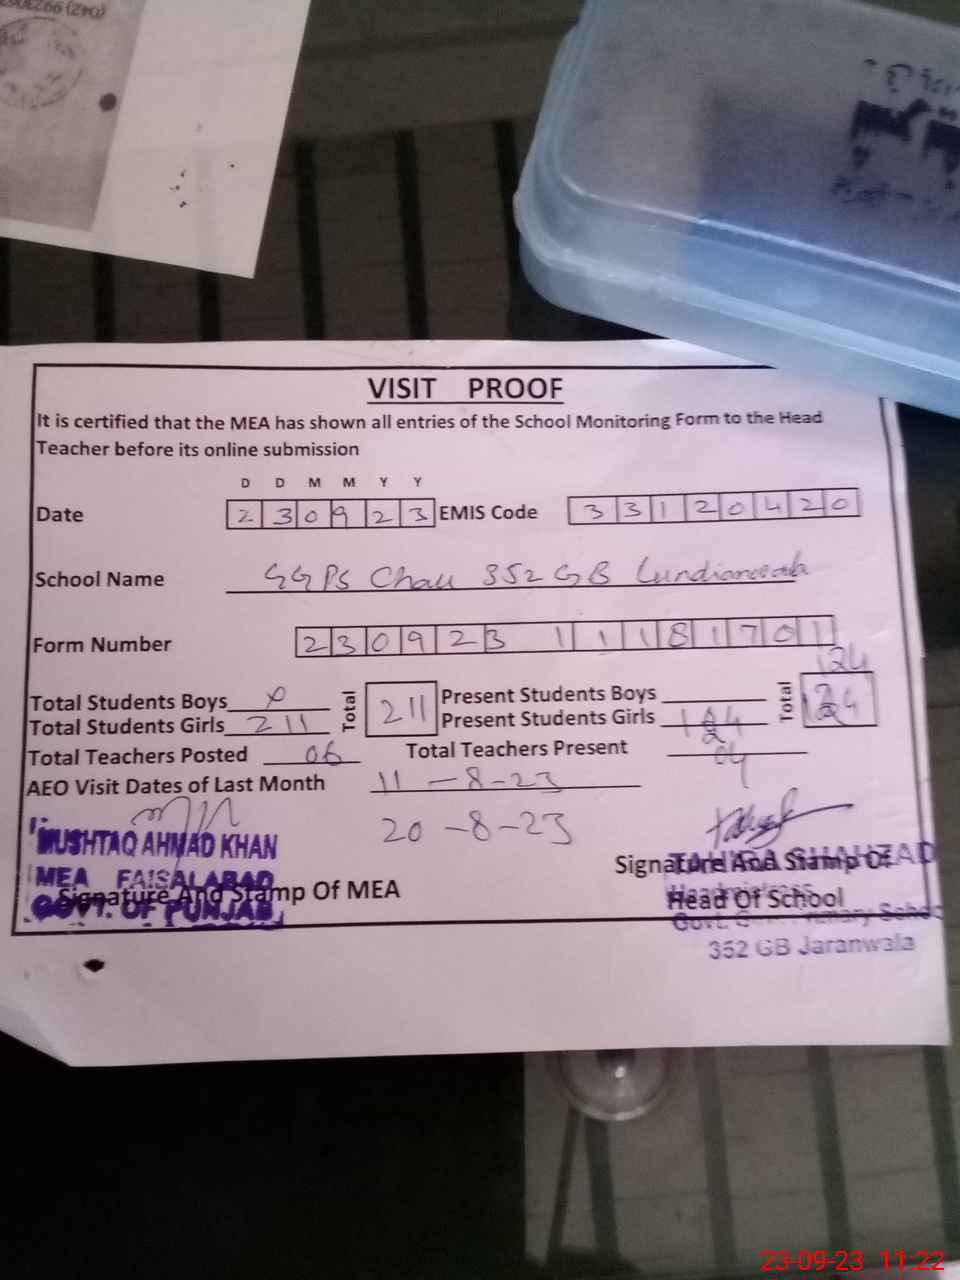 VISIT PROOF
It is certified that the MEA has shown all entries of the School Monitoring Form to the Head
Teacher before its online submission
D D M M Y Y
Date 2 3 0 9 2 3 EMIS Code 3 3 1 2 0 4 2 0
School Name GGPS Chak 352 GB
Form Number 2 3 0 9 2 3 1 1 1 8 1 7 0 1
124
Total Students Boys Total 211 Present Students Boys Total
Total Students Girls 211 Present Students Girls
Total Teachers Posted 06 Total Teachers Present 04
AEO Visit Dates of Last Month 11-8-23
20-8-23
MUSHTAQ AHMAD KHAN
MEA FAISALABAD
GOVT. OF PUNJAB
Signature And Stamp Of MEA
Signature And Stamp Of
Head Of School
TAHIRA SHAHZAD
Headmistress
352 GB Jaranwala
23-09-23 11:22